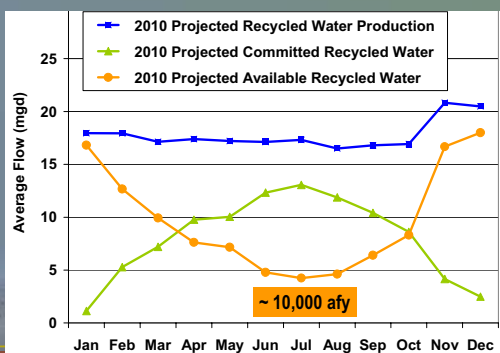 2010 Projected Recycled Water Production
2010 Projected Committed Recycled Water
2010 Projected Available Recycled Water
Average Flow (mgd)
25
20
15
10
5
0
~ 10,000 afy
Jan Feb Mar Apr May Jun Jul Aug Sep Oct Nov Dec